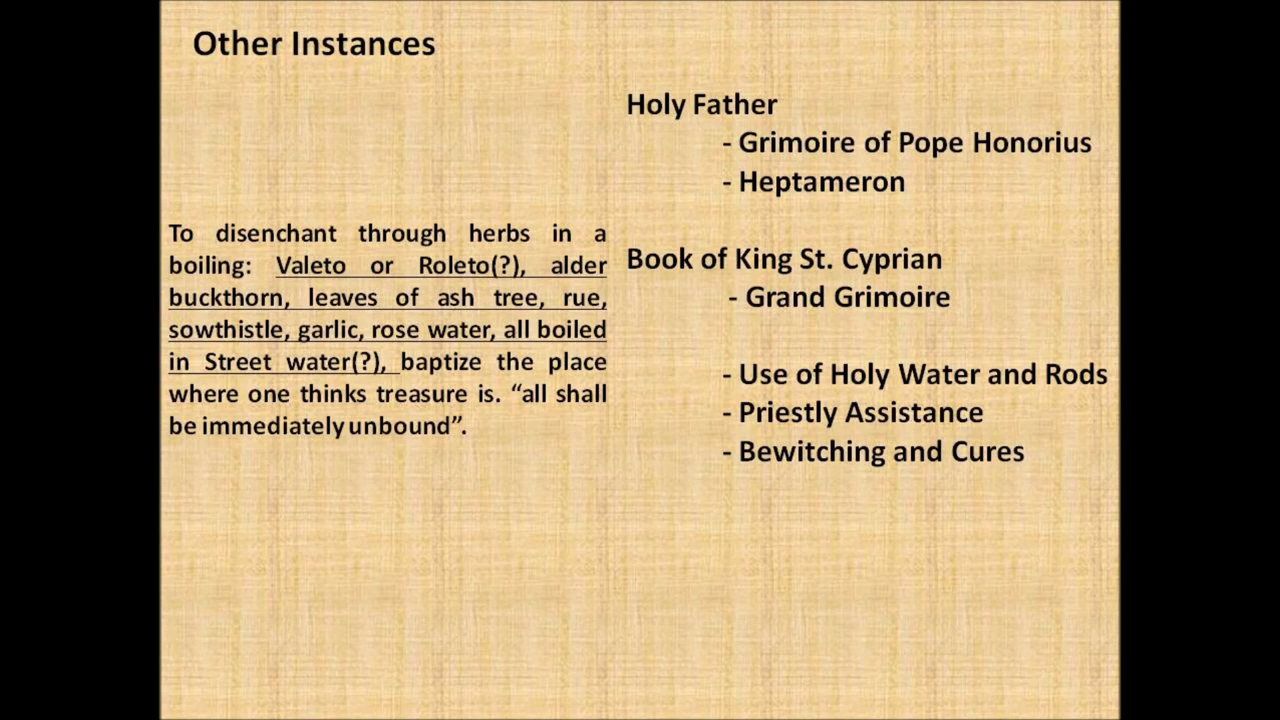 Other Instances
To disenchant through herbs in a
boiling: Valeto or Roleto(?), alder
buckthorn, leaves of ash tree, rue,
sowthistle, garlic, rose water, all boiled
in Street water(?), baptize the place
where one thinks treasure is. “all shall
be immediately unbound”.
Holy Father
- Grimoire of Pope Honorius
- Heptameron
Book of King St. Cyprian
- Grand Grimoire
- Use of Holy Water and Rods
- Priestly Assistance
- Bewitching and Cures